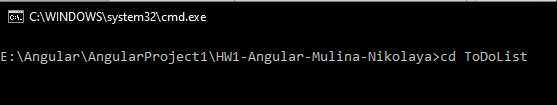 C:\WINDOWS\system32\cmd.exe
E:\Angular\AngularProject1\HW1-Angular-Mulina-Nikolaya>cd ToDoList